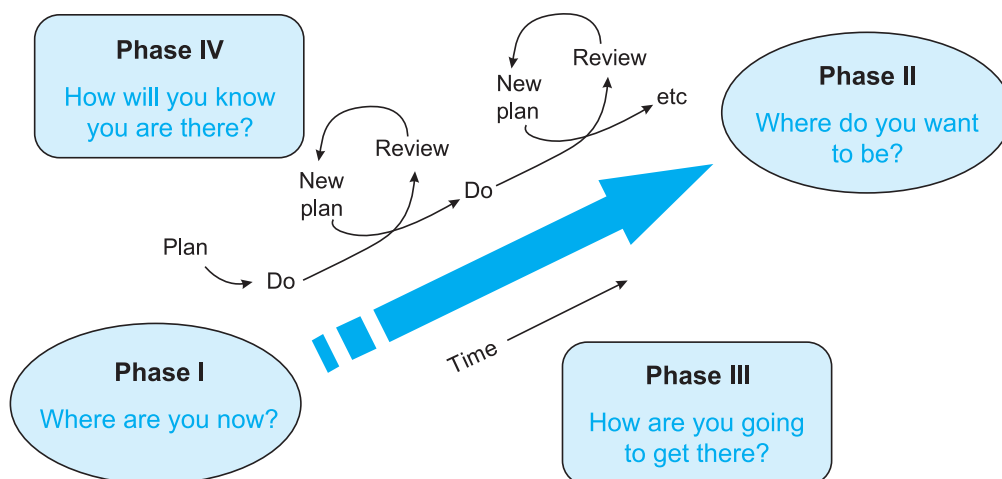 Phase IV
How will you know
you are there?
Review
New
plan
etc
Phase II
Where do you want
to be?
Review
New
plan
Do
Plan
Do
Time
Phase I
Where are you now?
Phase III
How are you going
to get there?